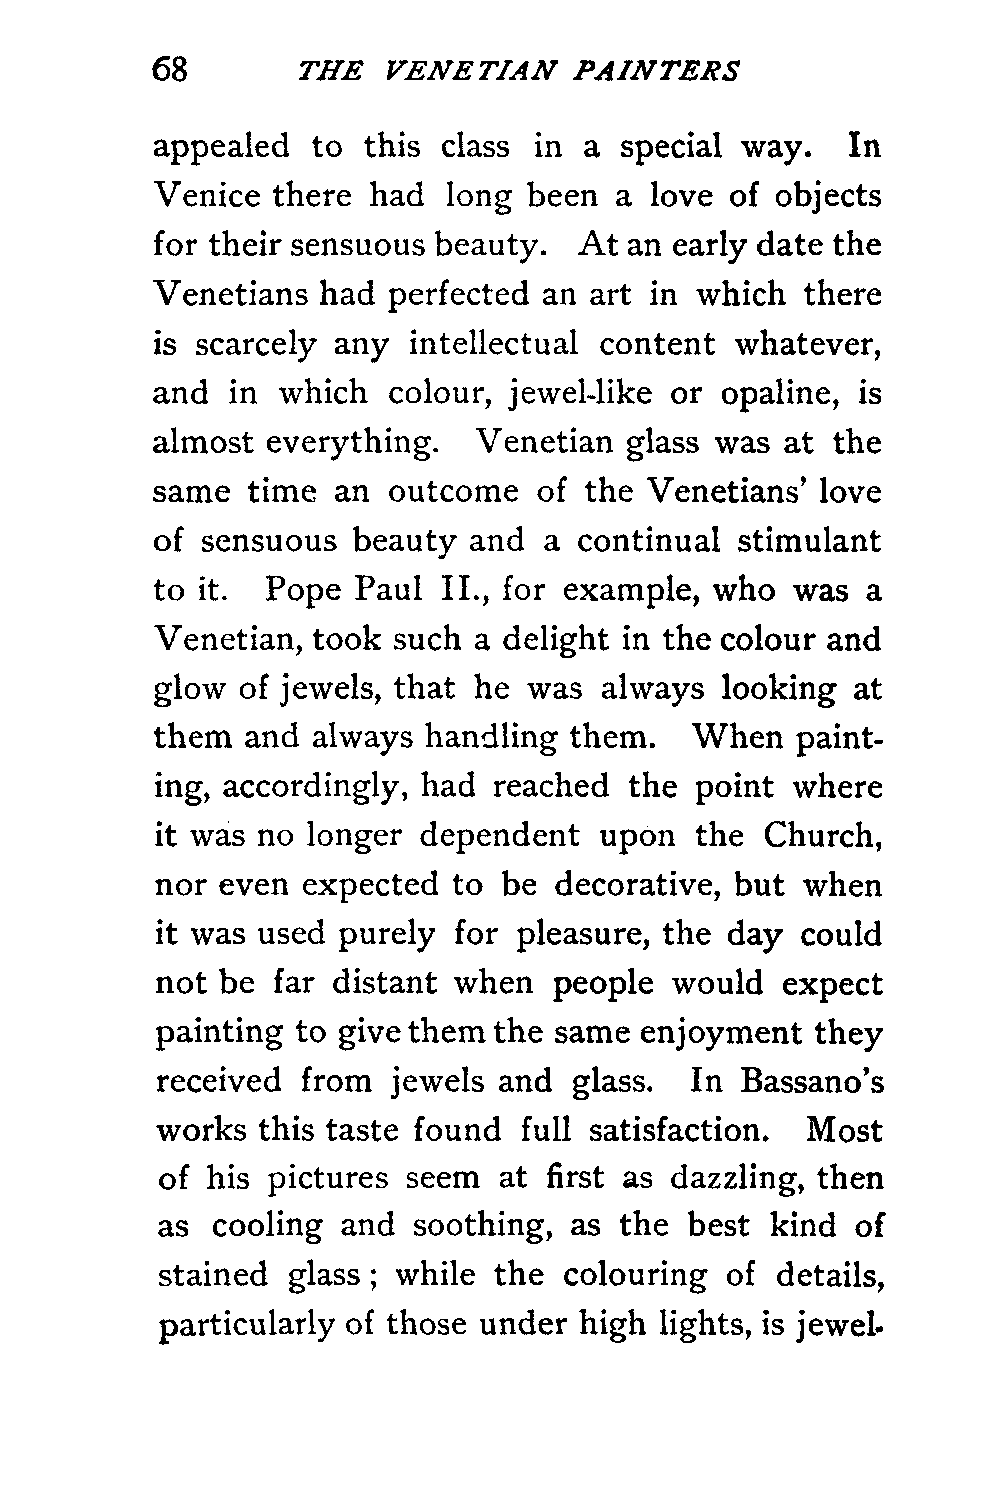 68 THE VENETIAN PAINTERS
appealed to this class in a special way. In
Venice there had long been a love of objects
for their sensuous beauty. At an early date the
Venetians had perfected an art in which there
is scarcely any intellectual content whatever,
and in which colour, jewel-like or opaline, is
almost everything. Venetian glass was at the
same time an outcome of the Venetians' love
of sensuous beauty and a continual stimulant
to it. Pope Paul II., for example, who was a
Venetian, took such a delight in the colour and
glow of jewels, that he was always looking at
them and always handling them. When paint-
ing, accordingly, had reached the point where
it was no longer dependent upon the Church,
nor even expected to be decorative, but when
it was used purely for pleasure, the day could
not be far distant when people would expect
painting to give them the same enjoyment they
received from jewels and glass. In Bassano's
works this taste found full satisfaction. Most
of his pictures seem at first as dazzling, then
as cooling and soothing, as the best kind of
stained glass ; while the colouring of details,
particularly of those under high lights, is jewel-